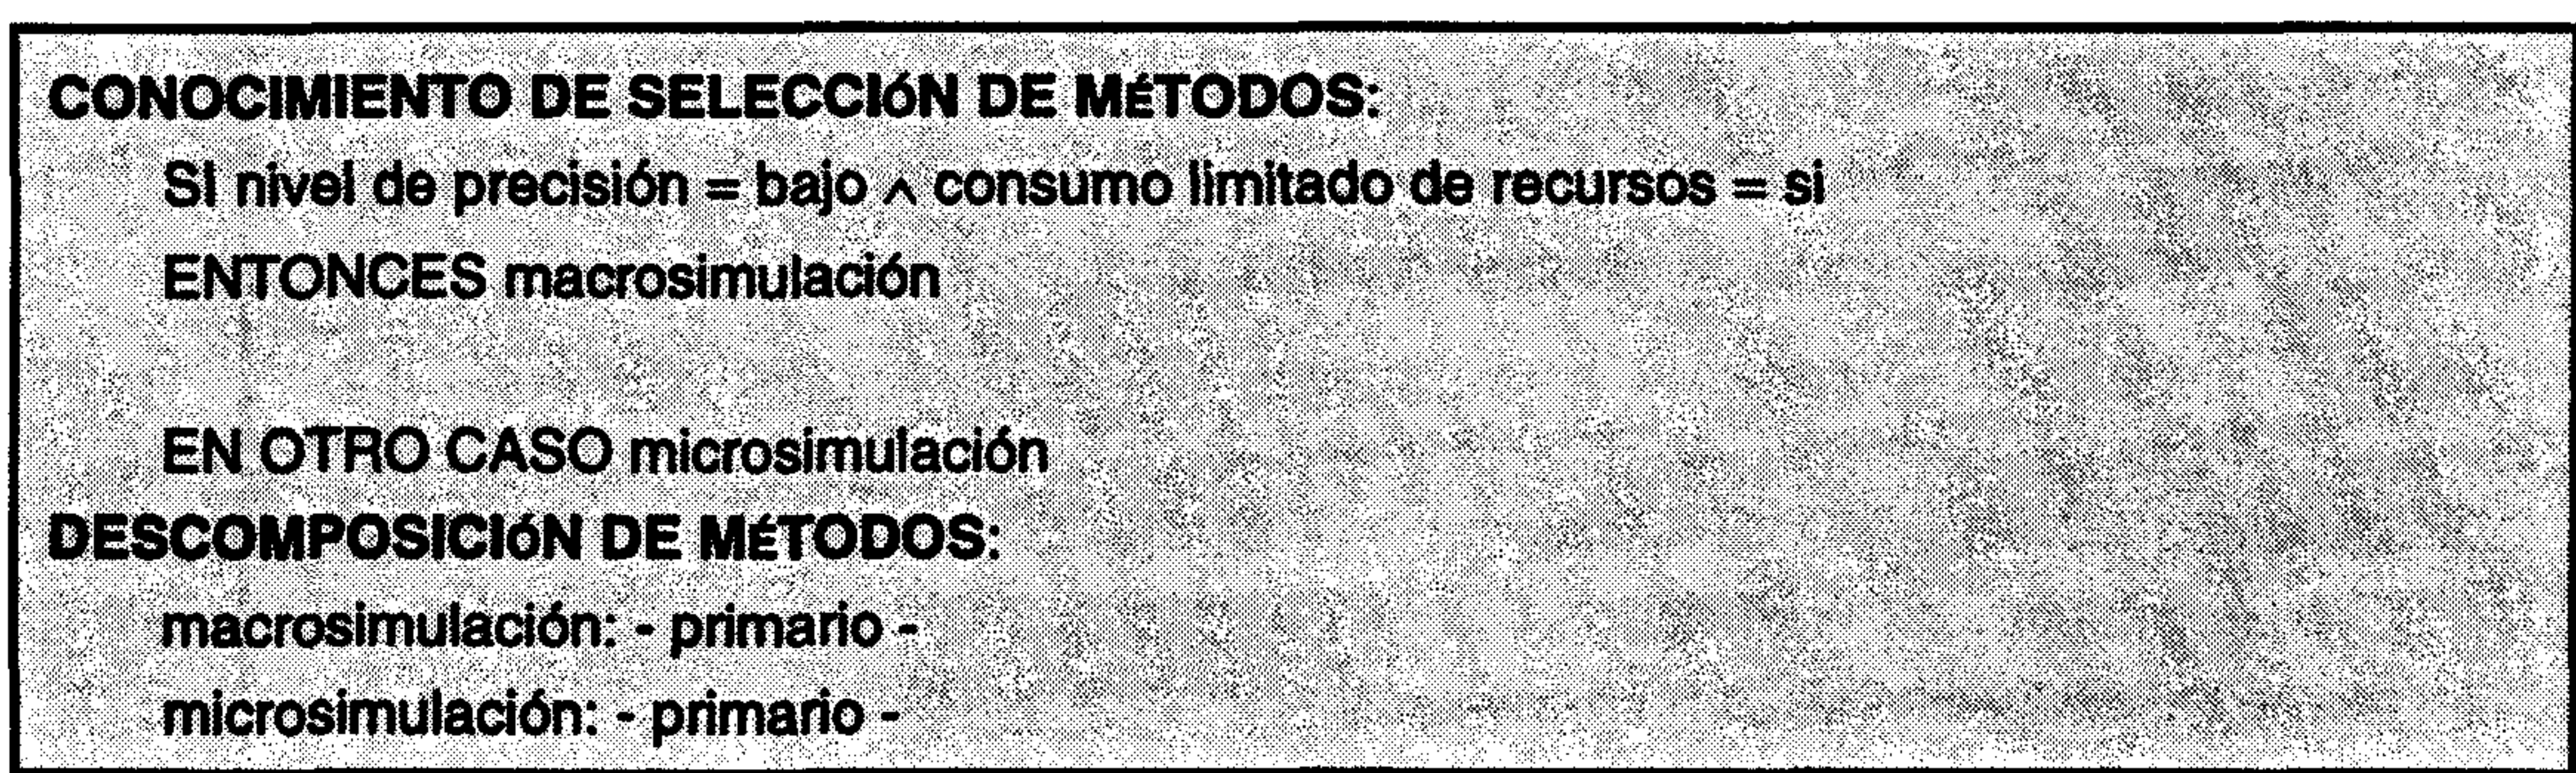 CONOCIMIENTO DE SELECCIóN DE MÉTODOS:
SI nivel de precisión = bajo ∧ consumo limitado de recursos = si
ENTONCES macrosimulación
EN OTRO CASO microsimulación
DESCOMPOSICIóN DE MÉTODOS:
macrosimulación: - primario -
microsimulación: - primario -